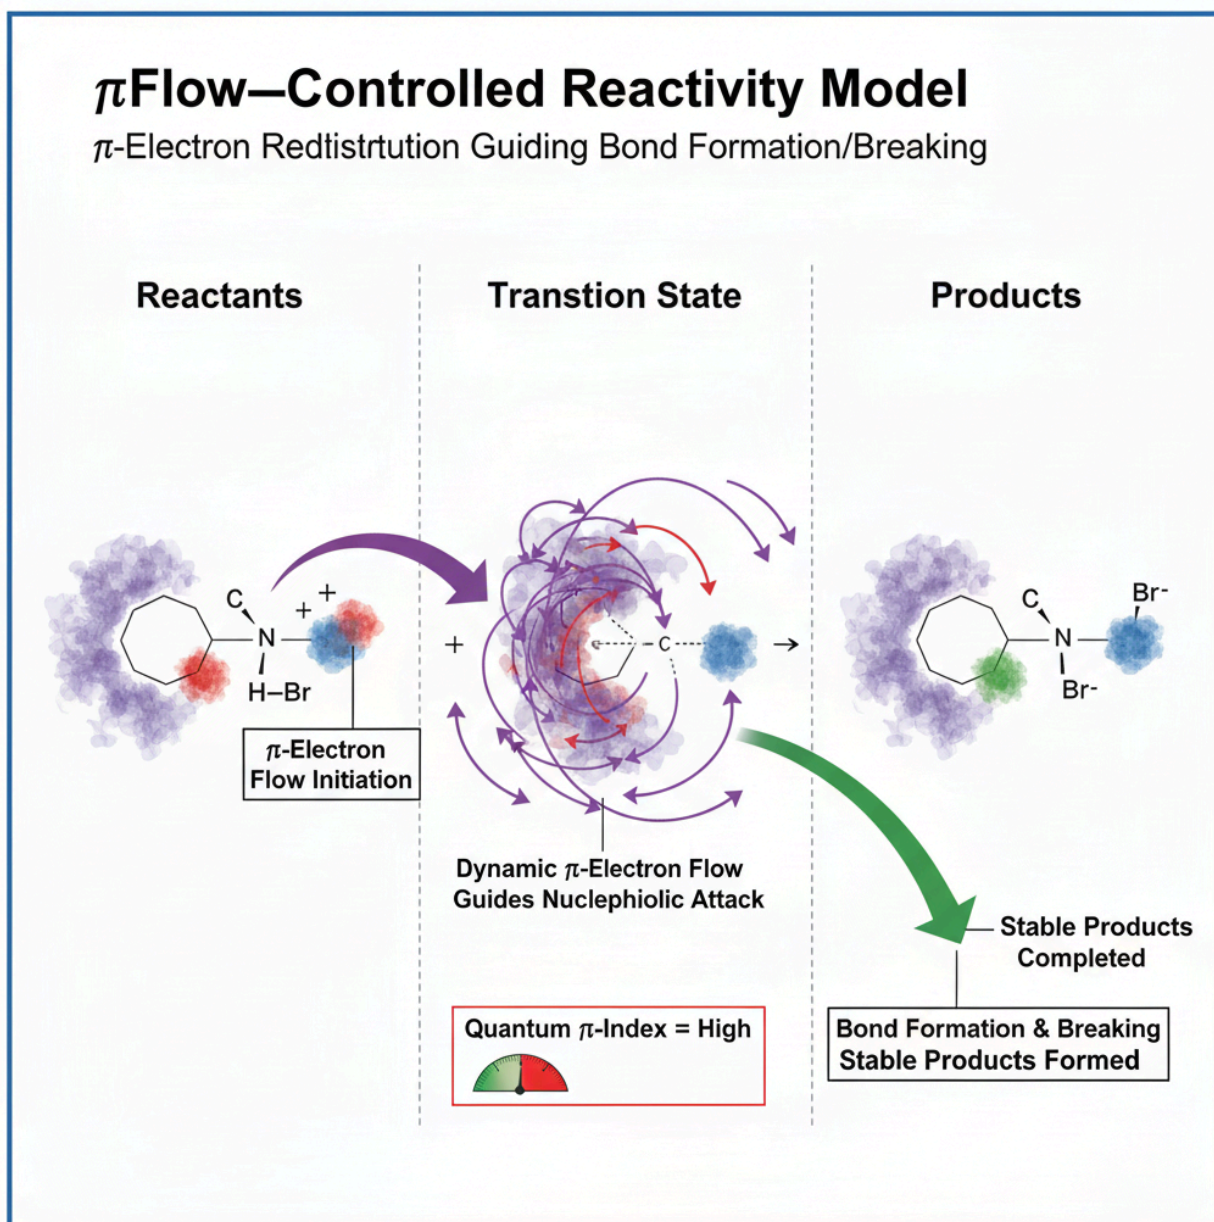 πFlow—Controlled Reactivity Model
π-Electron Redtistrtution Guiding Bond Formation/Breaking
Reactants
Transtion State
Products
C
+ +
N
H–Br
π-Electron
Flow Initiation
+
C
C
→
Dynamic π-Electron Flow
Guides Nuclephiolic Attack
Quantum π-Index = High
Br-
C
N
Br-
Stable Products
Completed
Bond Formation & Breaking
Stable Products Formed